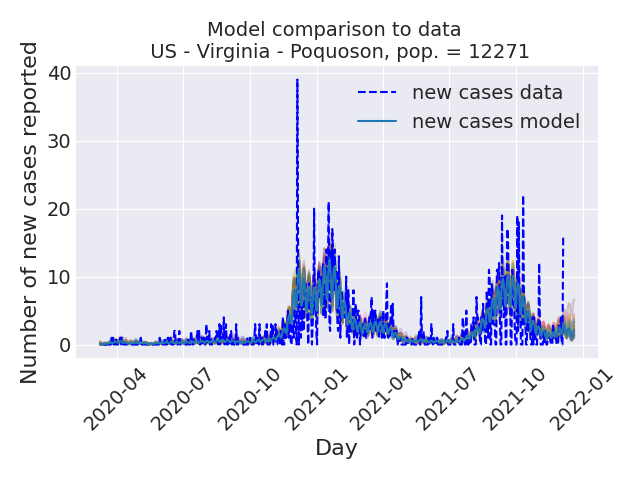 Model comparison to data
US - Virginia - Poquoson, pop. = 12271
Number of new cases reported
40
30
20
10
0
new cases data
new cases model
2020-04
2020-07
2020-10
2021-01
2021-04
2021-07
2021-10
2022-01
Day